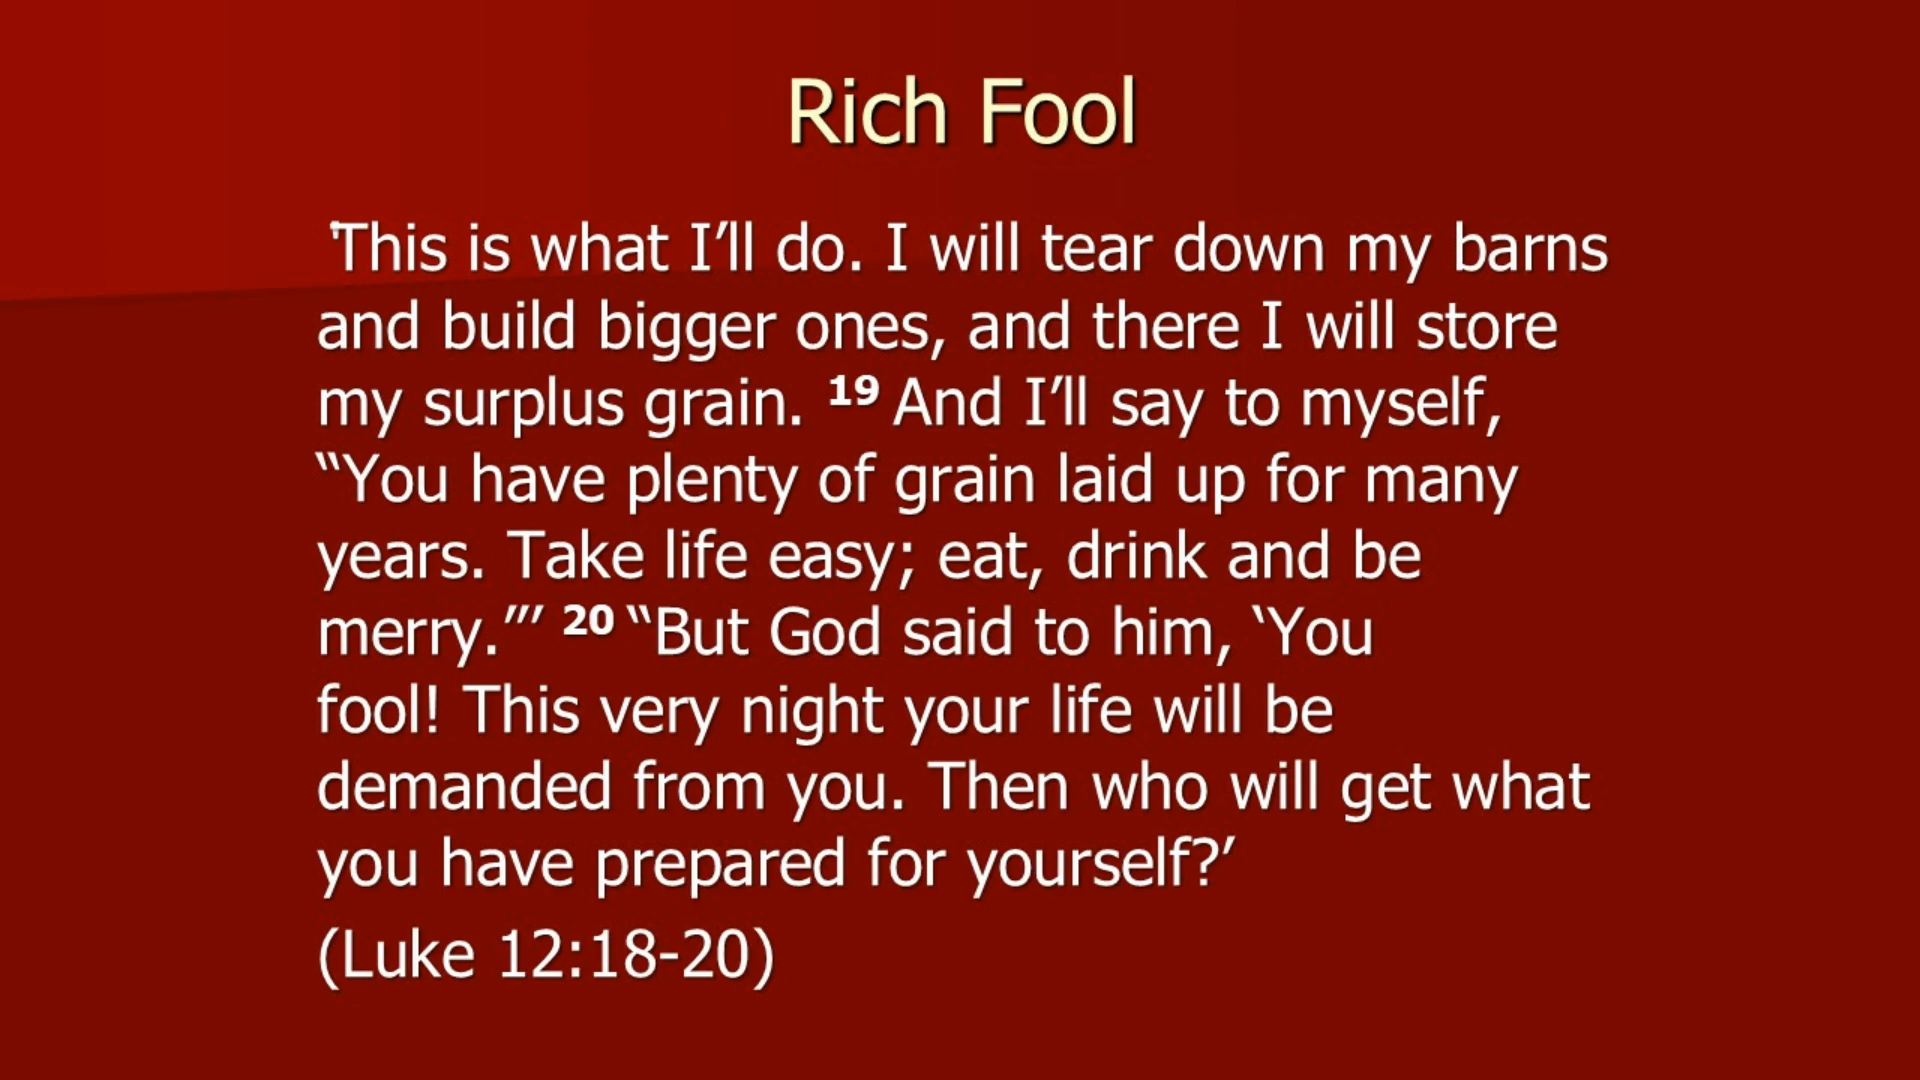 Rich Fool
‘This is what I’ll do. I will tear down my barns
and build bigger ones, and there I will store
my surplus grain. 19 And I’ll say to myself,
“You have plenty of grain laid up for many
years. Take life easy; eat, drink and be
merry.”’ 20 “But God said to him, ‘You
fool! This very night your life will be
demanded from you. Then who will get what
you have prepared for yourself?’
(Luke 12:18-20)